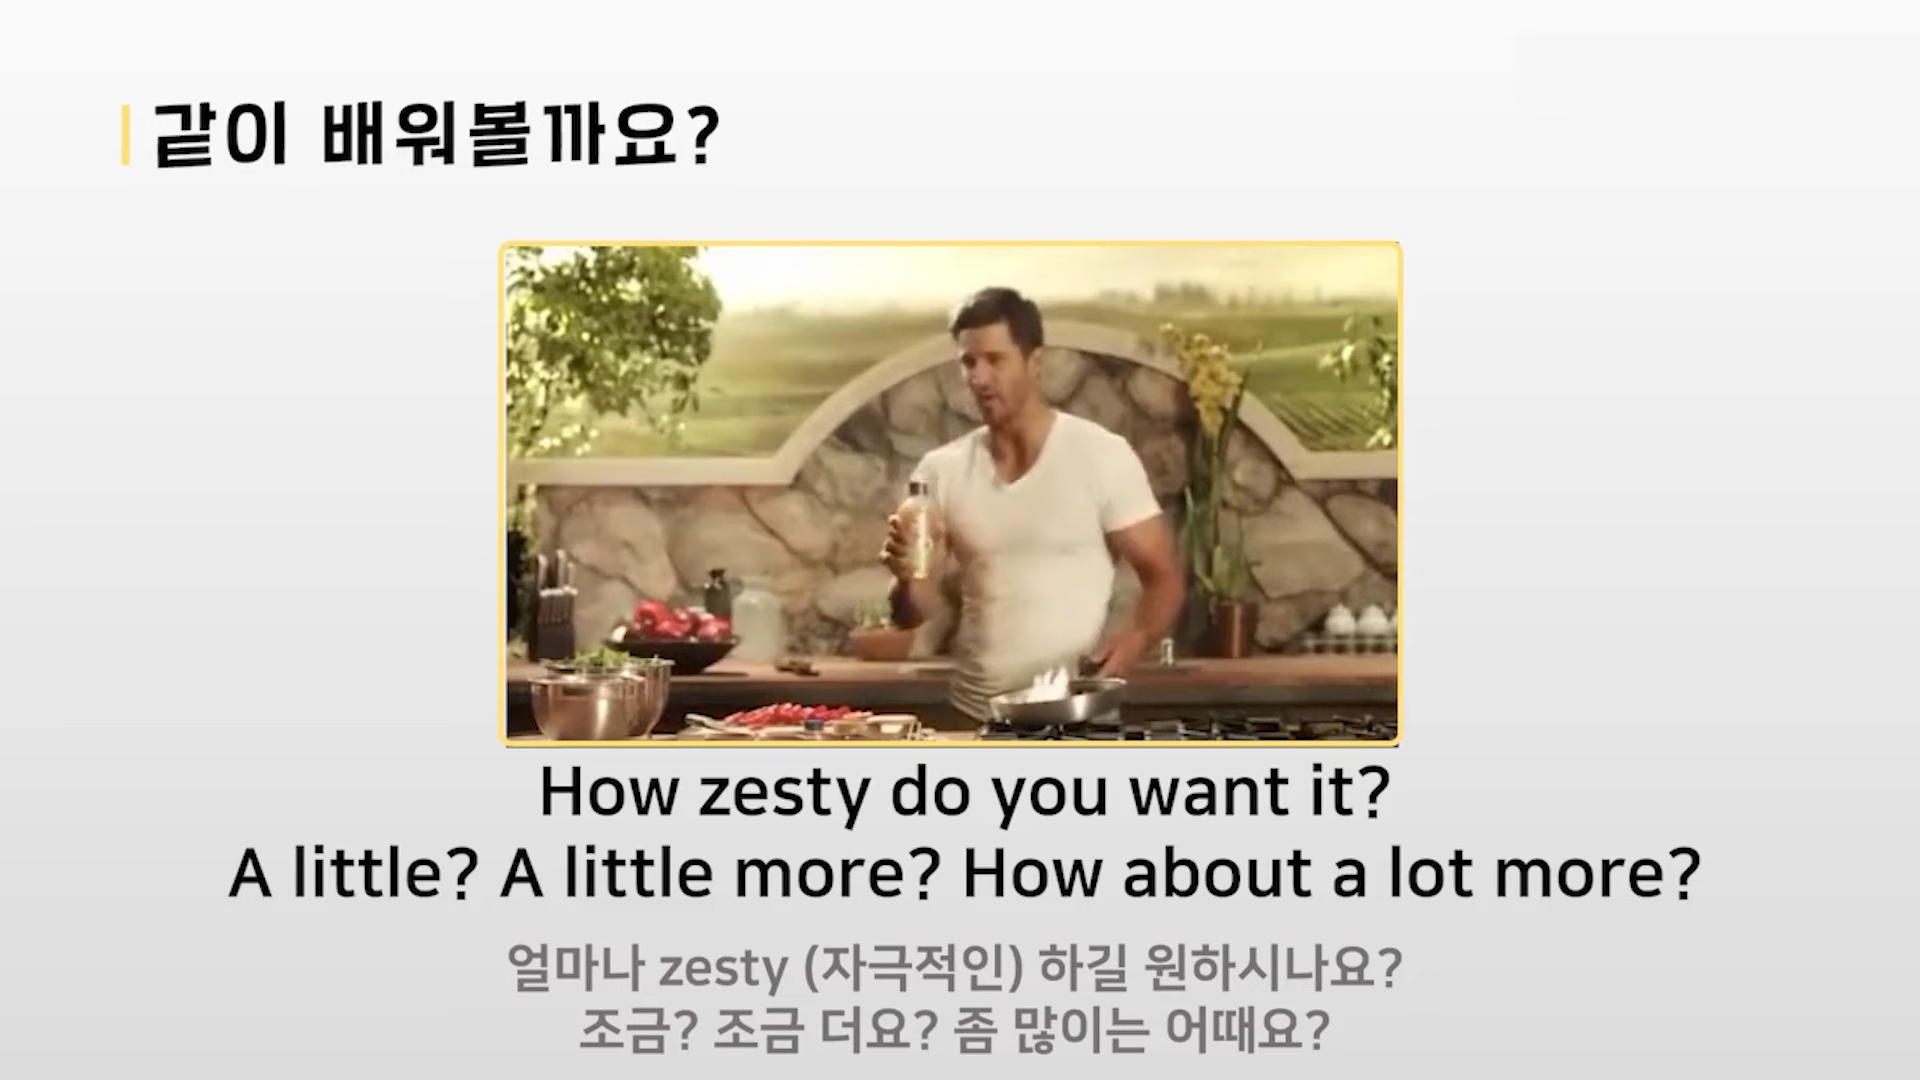 같이 배워볼까요?
How zesty do you want it?
A little? A little more? How about a lot more?
얼마나 zesty (자극적인) 하길 원하시나요?
조금? 조금 더요? 좀 많이는 어때요?